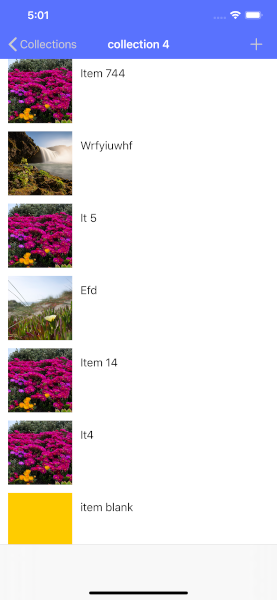 5:01
Collections
collection 4
Item 744
Wrfyiuwhf
It 5
Efd
Item 14
It4
item blank